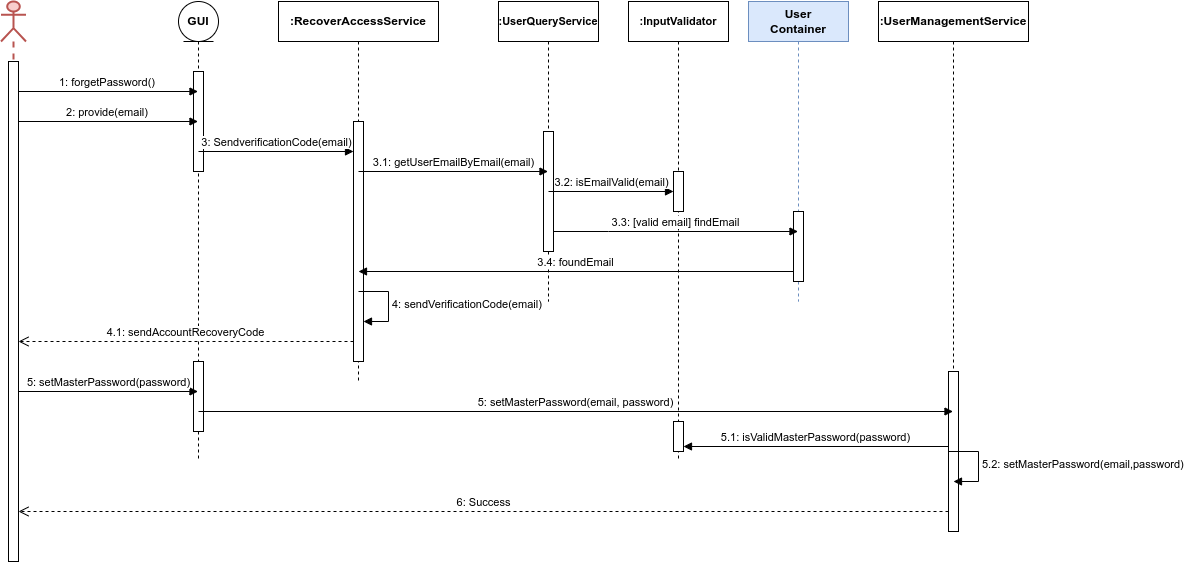 GUI
:RecoverAccessService
:UserQueryService
:InputValidator
User
Container
:UserManagementService
1: forgetPassword()
2: provide(email)
3: SendverificationCode(email)
3.1: getUserEmailByEmail(email)
3.2: isEmailValid(email)
3.3: [valid email] findEmail
3.4: foundEmail
4: sendVerificationCode(email)
4.1: sendAccountRecoveryCode
5: setMasterPassword(password)
5: setMasterPassword(email, password)
5.1: isValidMasterPassword(password)
5.2: setMasterPassword(email,password)
6: Success